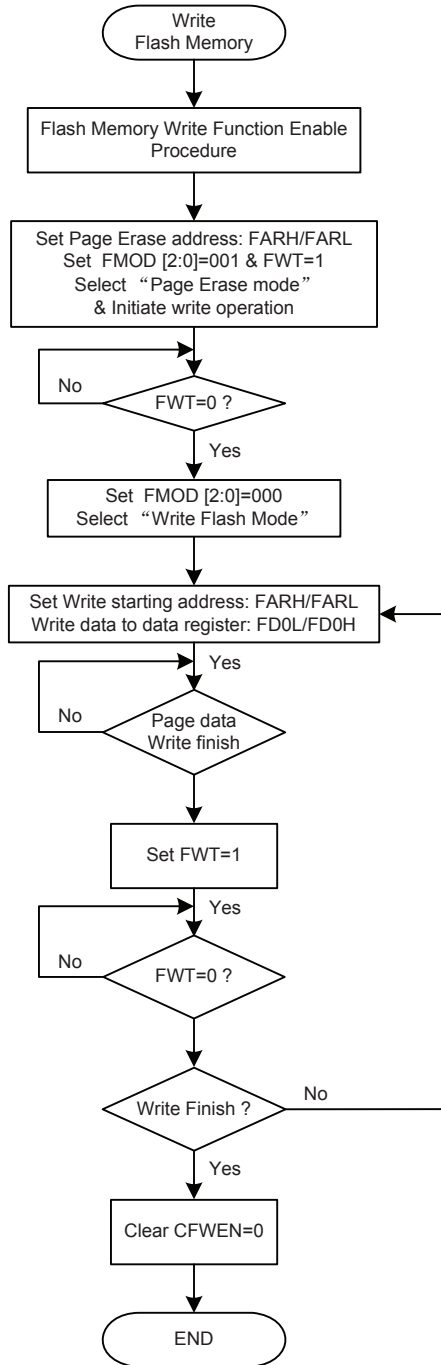 Write
Flash Memory
Flash Memory Write Function Enable
Procedure
Set Page Erase address: FARH/FARL
Set FMOD [2:0]=001 & FWT=1
Select “Page Erase mode”
& Initiate write operation
No
FWT=0 ?
Yes
Set FMOD [2:0]=000
Select “Write Flash Mode”
Set Write starting address: FARH/FARL
Write data to data register: FD0L/FD0H
Yes
No
Page data
Write finish
Set FWT=1
Yes
No
FWT=0 ?
Write Finish ?
No
Yes
Clear CFWEN=0
END